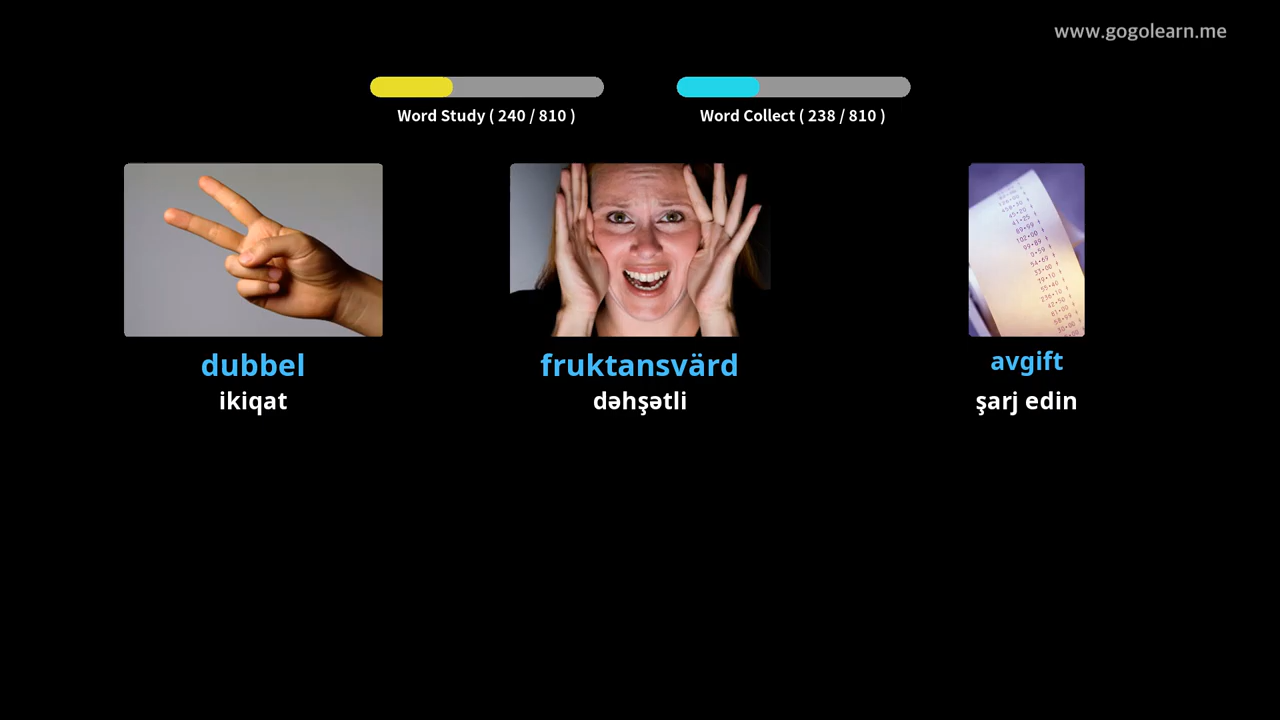 www.gogolearn.me
Word Study ( 240 / 810 )
Word Collect ( 238 / 810 )
dubbel
fruktansvärd
avgift
ikiqat
dəhşətli
şarj edin